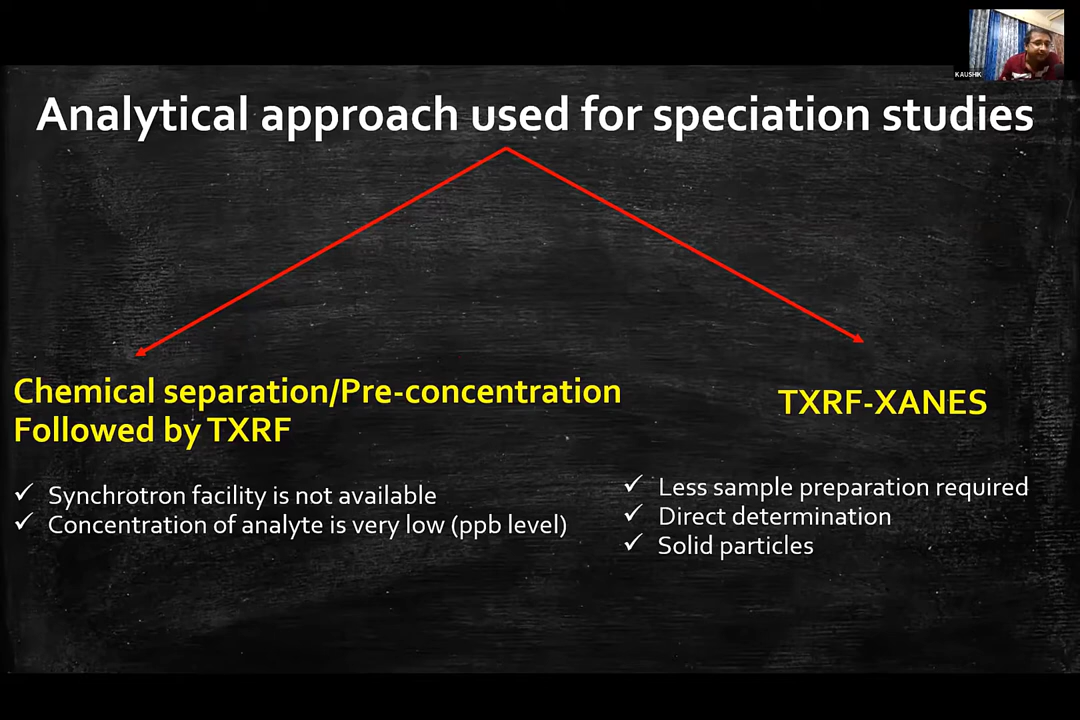 KAUSHIK
Analytical approach used for speciation studies
Chemical separation/Pre-concentration
Followed by TXRF
✓ Synchrotron facility is not available
✓ Concentration of analyte is very low (ppb level)
TXRF-XANES
✓ Less sample preparation required
✓ Direct determination
✓ Solid particles